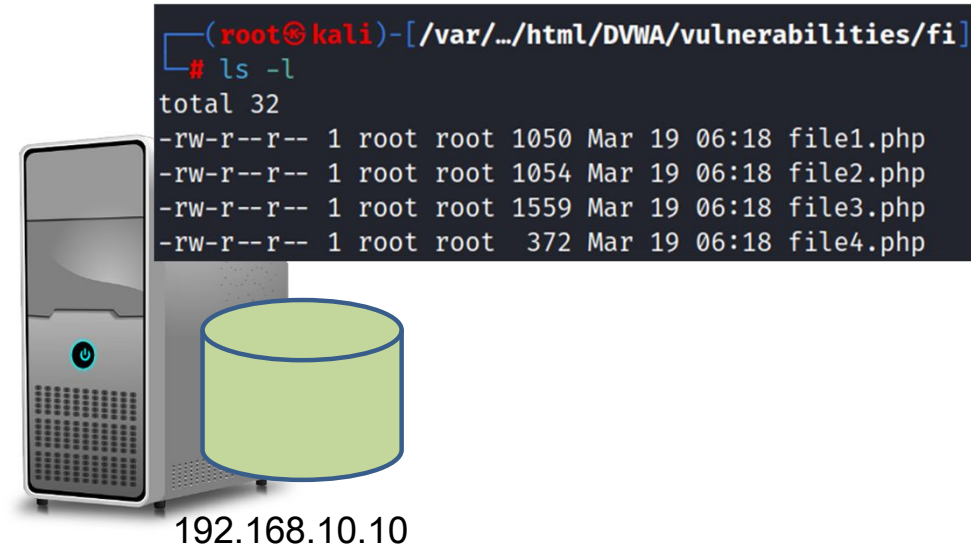 ┌──(root㉿kali)-[/var/…/html/DVWA/vulnerabilities/fi]
└─# ls -l
total 32
-rw-r--r-- 1 root root 1050 Mar 19 06:18 file1.php
-rw-r--r-- 1 root root 1054 Mar 19 06:18 file2.php
-rw-r--r-- 1 root root 1559 Mar 19 06:18 file3.php
-rw-r--r-- 1 root root  372 Mar 19 06:18 file4.php
192.168.10.10